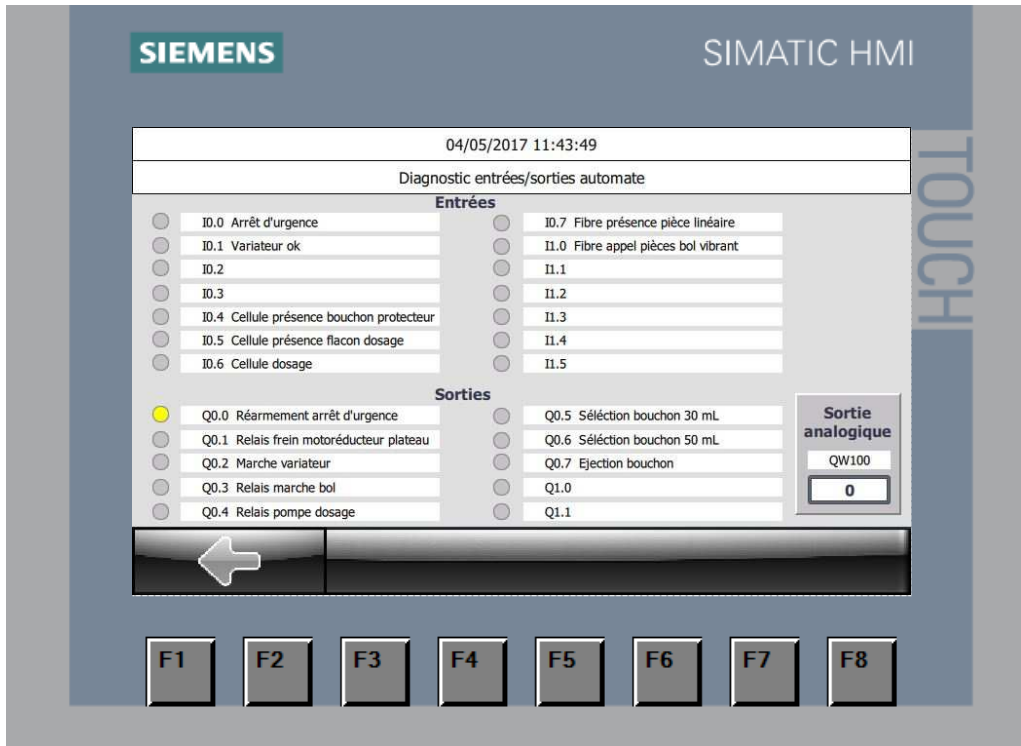 SIEMENS
SIMATIC HMI
TOUCH
04/05/2017 11:43:49
Diagnostic entrées/sorties automate
Entrées
I0.0 Arrêt d'urgence
I0.1 Variateur ok
I0.2
I0.3
I0.4 Cellule présence bouchon protecteur
I0.5 Cellule présence flacon dosage
I0.6 Cellule dosage
I0.7 Fibre présence pièce linéaire
I1.0 Fibre appel pièces bol vibrant
I1.1
I1.2
I1.3
I1.4
I1.5
Sorties
Q0.0 Réarmement arrêt d'urgence
Q0.1 Relais frein motoréducteur plateau
Q0.2 Marche variateur
Q0.3 Relais marche bol
Q0.4 Relais pompe dosage
Q0.5 Séléction bouchon 30 mL
Q0.6 Séléction bouchon 50 mL
Q0.7 Ejection bouchon
Q1.0
Q1.1
Sortie
analogique
QW100
0
F1 F2 F3 F4 F5 F6 F7 F8